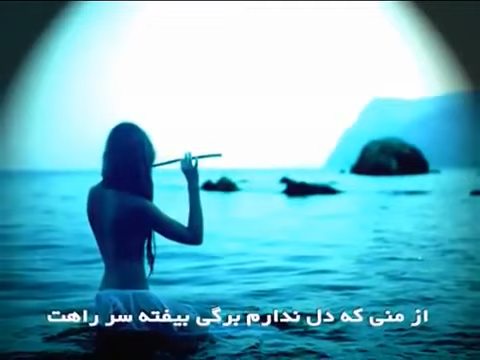 از منی که دل ندارم برگی بیفته سر راهت